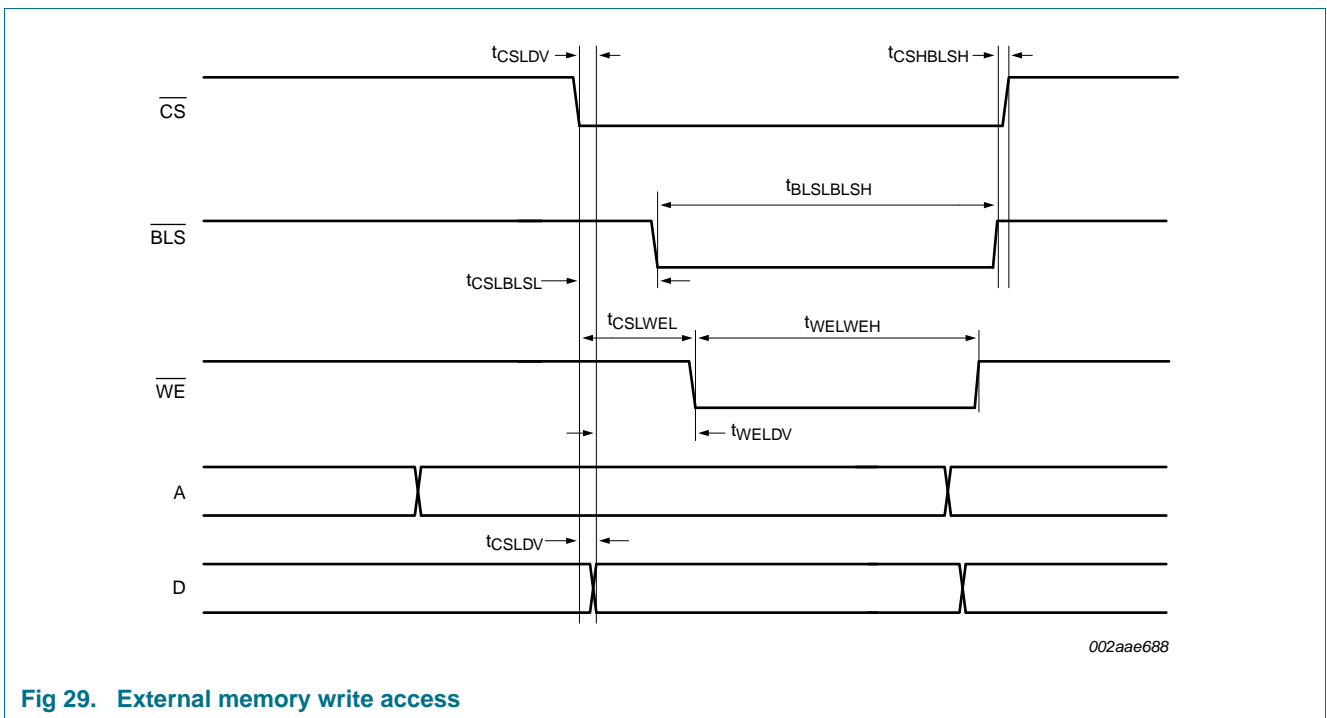 tCSLDV
tCSHBLSH
CS
tBLSLBLSH
BLS
tCSLBLSL
tCSLWEL
tWELWEH
WE
tWELDV
A
tCSLDV
D
002aae688
Fig 29. External memory write access